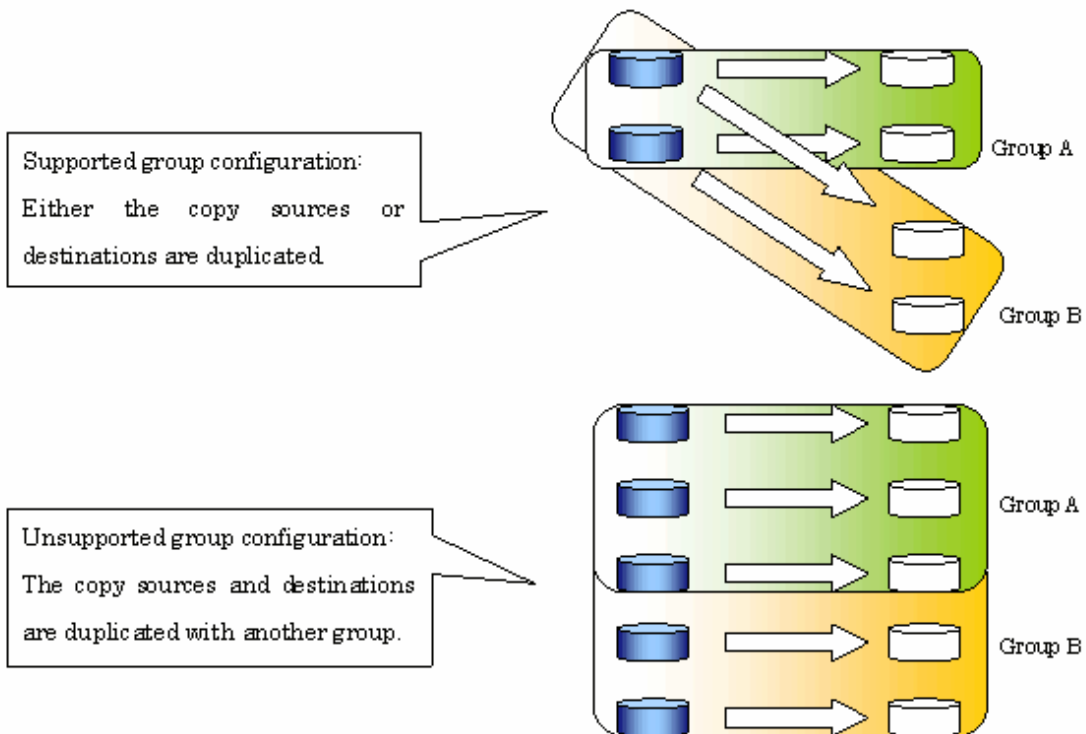 Supported group configuration:
Either the copy sources or
destinations are duplicated.
Group A
Group B
Unsupported group configuration:
The copy sources and destinations
are duplicated with another group.
Group A
Group B